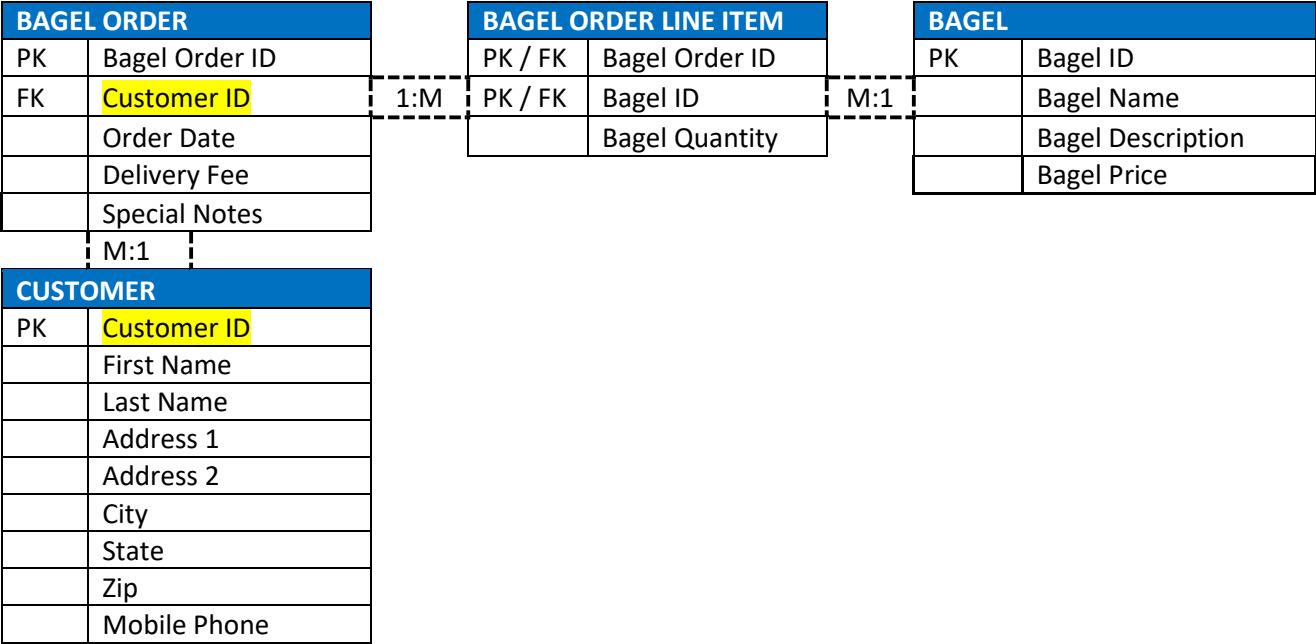 BAGEL ORDER
PK Bagel Order ID
FK Customer ID
Order Date
Delivery Fee
Special Notes
1:M
BAGEL ORDER LINE ITEM
PK / FK Bagel Order ID
PK / FK Bagel ID
Bagel Quantity
M:1
BAGEL
PK Bagel ID
Bagel Name
Bagel Description
Bagel Price
M:1
CUSTOMER
PK Customer ID
First Name
Last Name
Address 1
Address 2
City
State
Zip
Mobile Phone